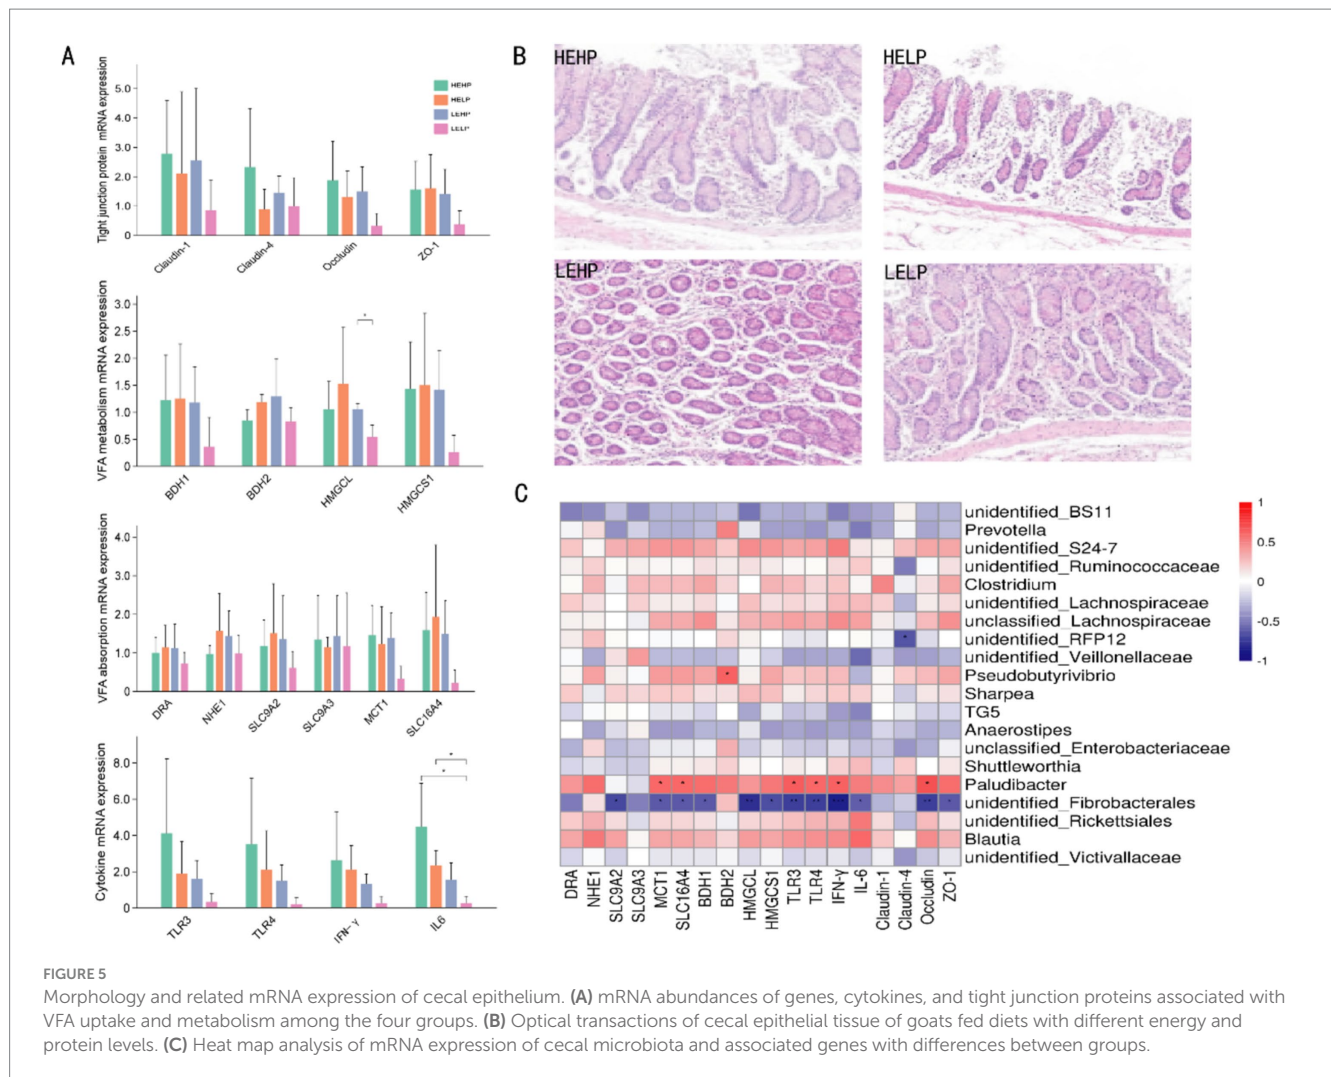 A
Tight junction protein mRNA expression
5.0
4.0
3.0
2.0
1.0
0
HEHP
HELP
LEHP
LELP
Claudin-1
Claudin-4
Occludin
ZO-1
VFA metabolism mRNA expression
3.0
2.5
2.0
1.5
1.0
0.5
0
*
BDH1
BDH2
HMGCL
HMGCS1
VFA absorption mRNA expression
4.0
3.0
2.0
1.0
0
DRA
NHE1
SLC9A2
SLC9A3
MCT1
SLC16A4
Cytokine mRNA expression
8.0
6.0
4.0
2.0
0
*
*
TLR3
TLR4
IFN-γ
IL6
B
HEHP
HELP
LEHP
LELP
C
unidentified_BS11
Prevotella
unidentified_S24-7
unidentified_Ruminococcaceae
Clostridium
unidentified_Lachnospiraceae
unclassified_Lachnospiraceae
unidentified_RFP12
unidentified_Veillonellaceae
Pseudobutyrivibrio
Sharpea
TG5
Anaerostipes
unclassified_Enterobacteriaceae
Shuttleworthia
Paludibacter
unidentified_Fibrobacterales
unidentified_Rickettsiales
Blautia
unidentified_Victivallaceae
DRA
NHE1
SLC9A2
SLC9A3
MCT1
SLC16A4
BDH1
BDH2
HMGCL
HMGCS1
TLR3
TLR4
IFN-γ
IL-6
Claudin-1
Claudin-4
Occludin
ZO-1
1
0.5
0
-0.5
-1
FIGURE 5
Morphology and related mRNA expression of cecal epithelium. (A) mRNA abundances of genes, cytokines, and tight junction proteins associated with
VFA uptake and metabolism among the four groups. (B) Optical transactions of cecal epithelial tissue of goats fed diets with different energy and
protein levels. (C) Heat map analysis of mRNA expression of cecal microbiota and associated genes with differences between groups.